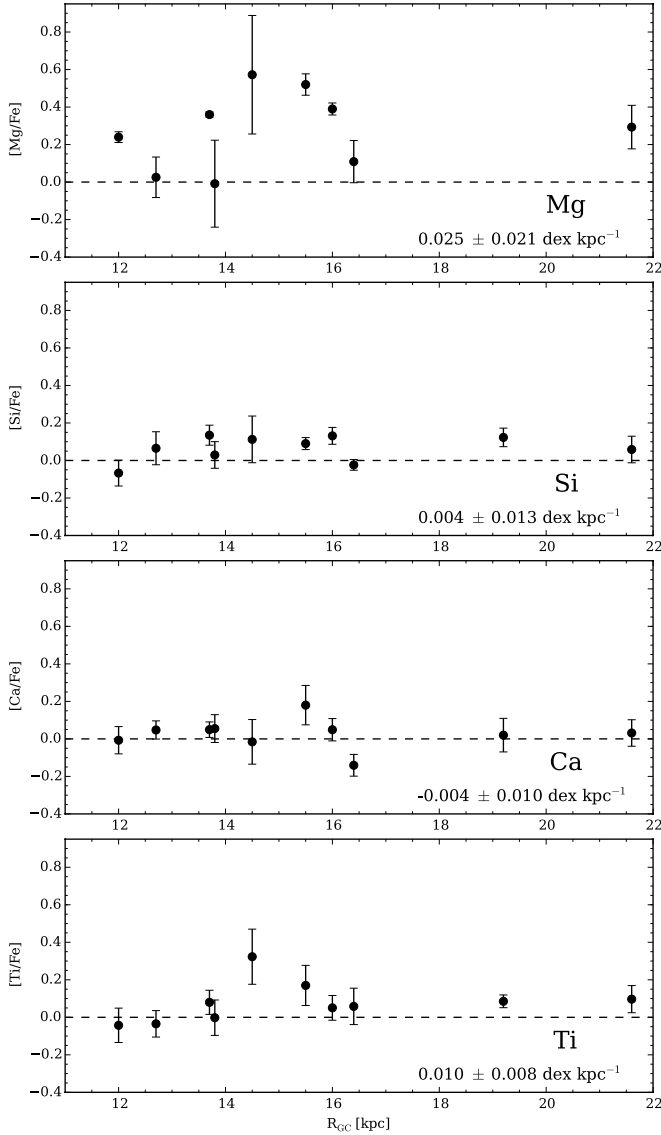 0.8
0.6
0.4
0.2
0.0
−0.2
−0.4
[Mg/Fe]
Mg
0.025 ± 0.021 dex kpc⁻¹
12 14 16 18 20 22
0.8
0.6
0.4
0.2
0.0
−0.2
−0.4
[Si/Fe]
Si
0.004 ± 0.013 dex kpc⁻¹
12 14 16 18 20 22
0.8
0.6
0.4
0.2
0.0
−0.2
−0.4
[Ca/Fe]
Ca
-0.004 ± 0.010 dex kpc⁻¹
12 14 16 18 20 22
0.8
0.6
0.4
0.2
0.0
−0.2
−0.4
[Ti/Fe]
Ti
0.010 ± 0.008 dex kpc⁻¹
12 14 16 18 20 22
R_GC [kpc]